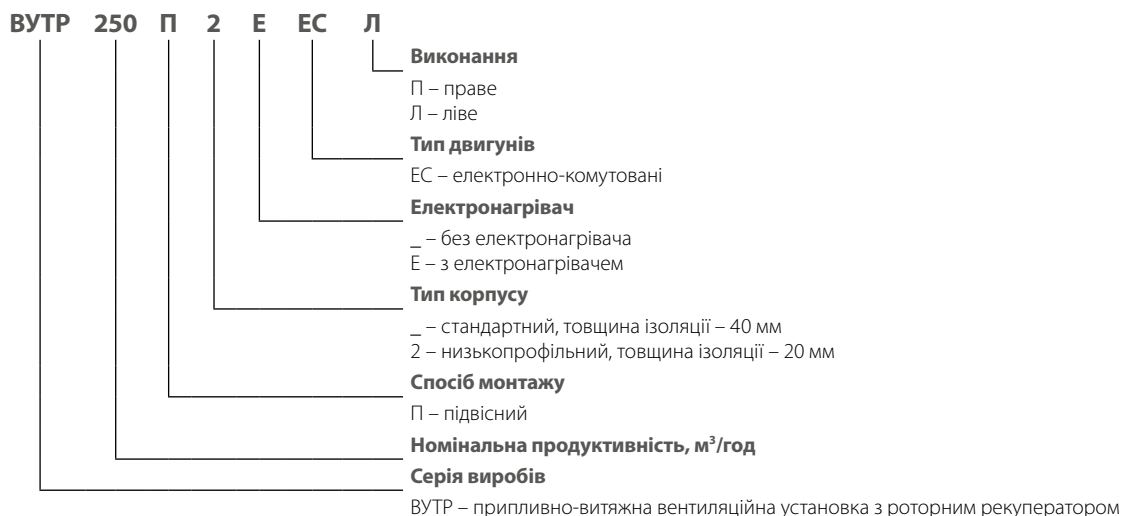 ВУТР 250 П 2 Е ЕС Л
Виконання
П – праве
Л – ліве
Тип двигунів
ЕС – електронно-комутовані
Електронагрівач
_ – без електронагрівача
Е – з електронагрівачем
Тип корпусу
_ – стандартний, товщина ізоляції – 40 мм
2 – низькопрофільний, товщина ізоляції – 20 мм
Спосіб монтажу
П – підвісний
Номінальна продуктивність, м³/год
Серія виробів
ВУТР – припливно-витяжна вентиляційна установка з роторним рекуператором